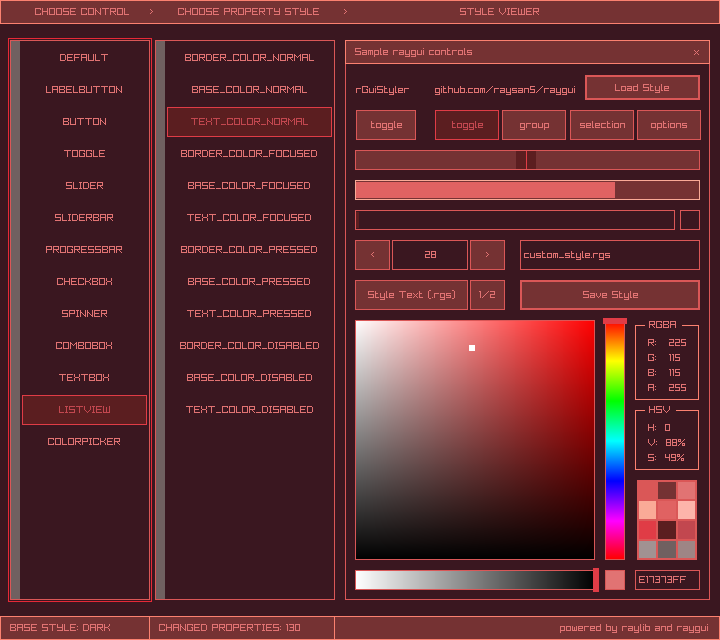 CHOOSE CONTROL > CHOOSE PROPERTY STYLE > STYLE VIEWER
DEFAULT
LABELBUTTON
BUTTON
TOGGLE
SLIDER
SLIDERBAR
PROGRESSBAR
CHECKBOX
SPINNER
COMBOBOX
TEXTBOX
LISTVIEW
COLORPICKER
BORDER_COLOR_NORMAL
BASE_COLOR_NORMAL
TEXT_COLOR_NORMAL
BORDER_COLOR_FOCUSED
BASE_COLOR_FOCUSED
TEXT_COLOR_FOCUSED
BORDER_COLOR_PRESSED
BASE_COLOR_PRESSED
TEXT_COLOR_PRESSED
BORDER_COLOR_DISABLED
BASE_COLOR_DISABLED
TEXT_COLOR_DISABLED
Sample raygui controls ×
rGuiStyler github.com/raysan5/raygui Load Style
toggle toggle group selection options
< 28 > custom_style.rgs
Style Text (.rgs) 1/2 Save Style
RGBA
R: 225
G: 115
B: 115
A: 255
HSV
H: 0
V: 88%
S: 49%
E17373FF
BASE STYLE: DARK CHANGED PROPERTIES: 130 powered by raylib and raygui